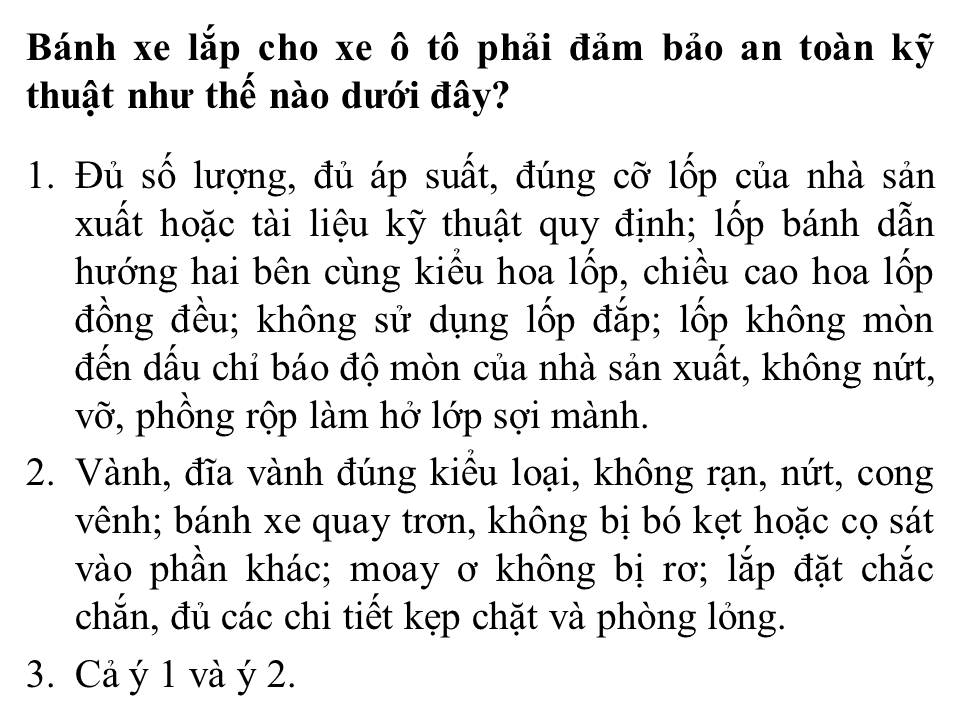 Bánh xe lắp cho xe ô tô phải đảm bảo an toàn kỹ
thuật như thế nào dưới đây?
1. Đủ số lượng, đủ áp suất, đúng cỡ lốp của nhà sản
xuất hoặc tài liệu kỹ thuật quy định; lốp bánh dẫn
hướng hai bên cùng kiểu hoa lốp, chiều cao hoa lốp
đồng đều; không sử dụng lốp đắp; lốp không mòn
đến dấu chỉ báo độ mòn của nhà sản xuất, không nứt,
vỡ, phồng rộp làm hở lớp sợi mành.
2. Vành, đĩa vành đúng kiểu loại, không rạn, nứt, cong
vênh; bánh xe quay trơn, không bị bó kẹt hoặc cọ sát
vào phần khác; moay ơ không bị rơ; lắp đặt chắc
chắn, đủ các chi tiết kẹp chặt và phòng lỏng.
3. Cả ý 1 và ý 2.